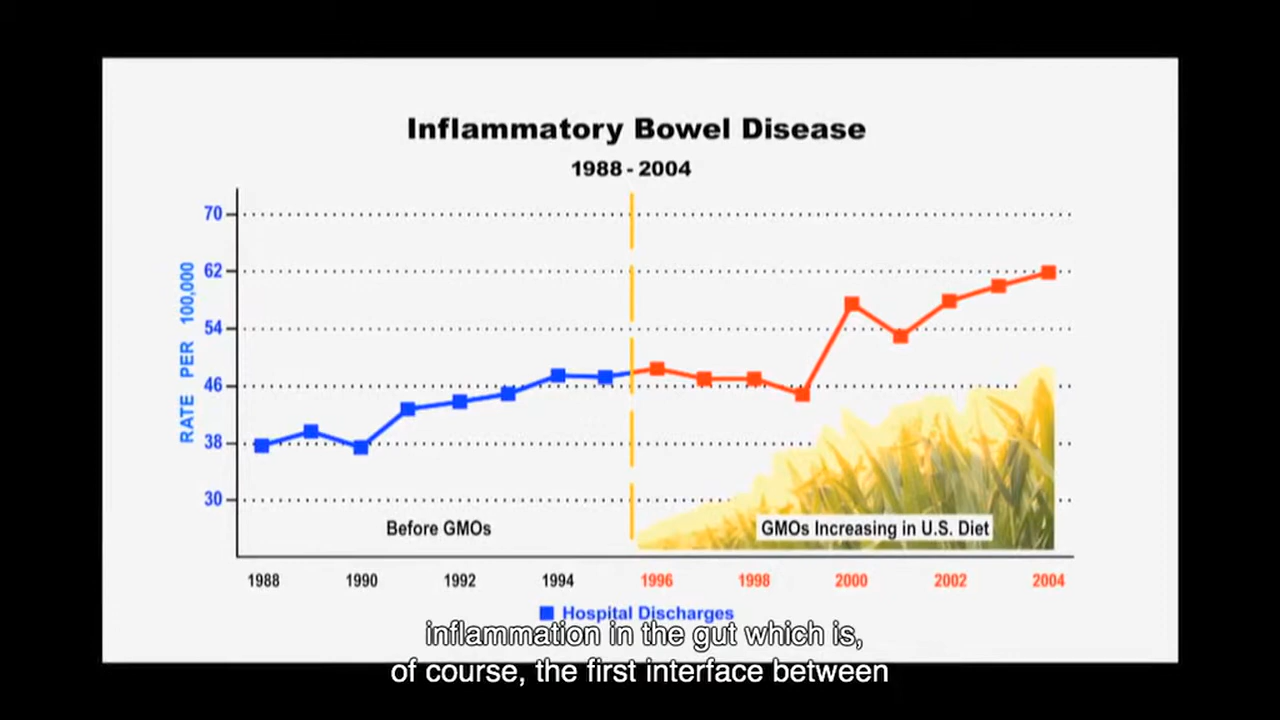 Inflammatory Bowel Disease
1988 - 2004
RATE PER 100,000
70
62
54
46
38
30
Before GMOs
GMOs Increasing in U.S. Diet
1988 1990 1992 1994 1996 1998 2000 2002 2004
Hospital Discharges
inflammation in the gut which is,
of course, the first interface between